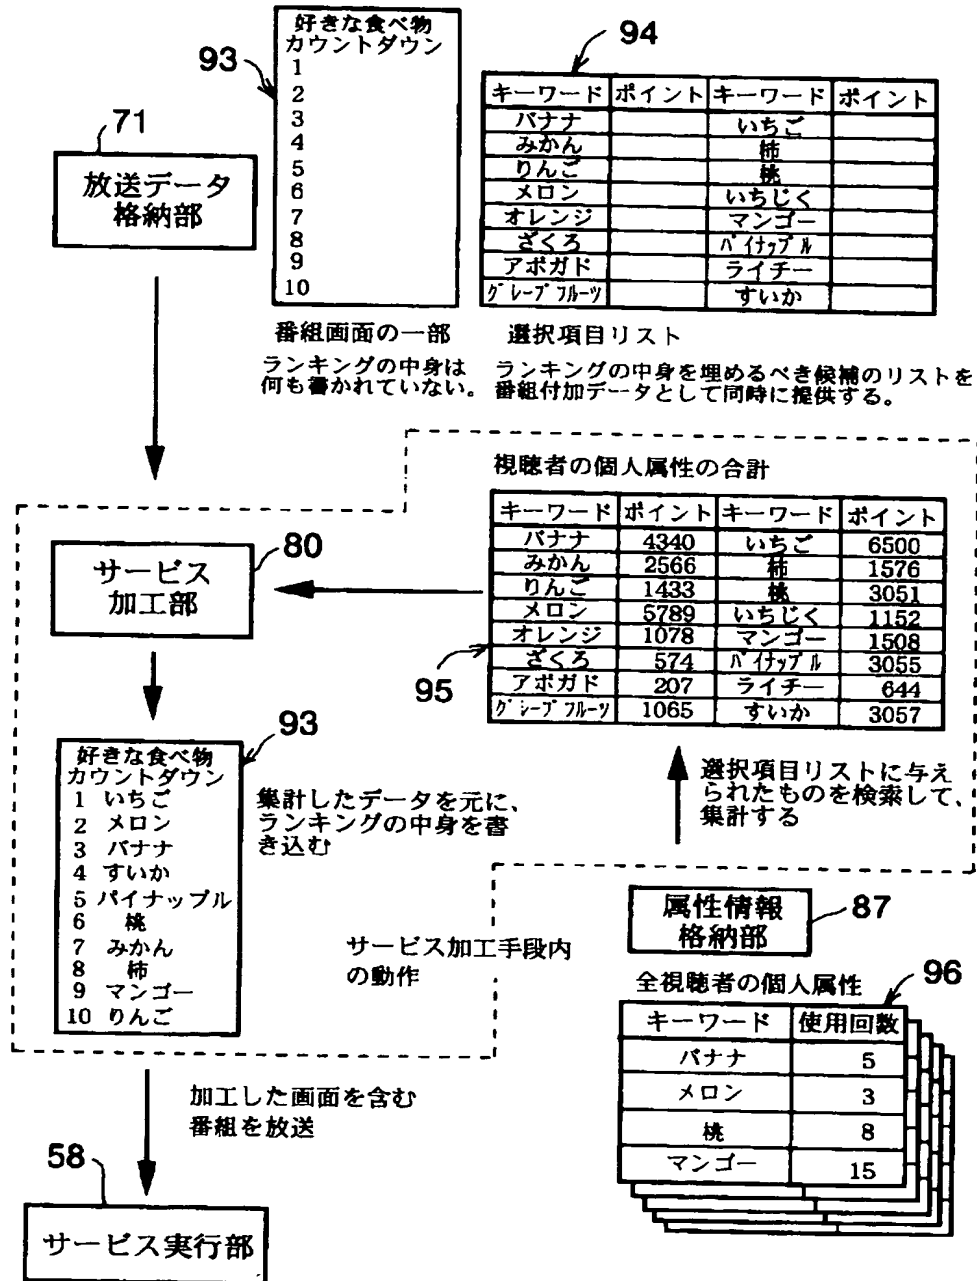 93
好きな食べ物
カウントダウン
1
2
3
4
5
6
7
8
9
10
番組画面の一部
ランキングの中身は
何も書かれていない。
94
キーワード ポイント キーワード ポイント
バナナ いちご
みかん 柿
りんご 桃
メロン いちじく
オレンジ マンゴー
ざくろ パイナップル
アボガド ライチー
グレープフルーツ すいか
選択項目リスト
ランキングの中身を埋めるべき候補のリストを
番組付加データとして同時に提供する。
71
放送データ
格納部
視聴者の個人属性の合計
キーワード ポイント キーワード ポイント
バナナ 4340 いちご 6500
みかん 2566 柿 1576
りんご 1433 桃 3051
メロン 5789 いちじく 1152
オレンジ 1078 マンゴー 1508
ざくろ 574 パイナップル 3055
アボガド 207 ライチー 644
グレープフルーツ 1065 すいか 3057
95
80
サービス
加工部
93
好きな食べ物
カウントダウン
1 いちご
2 メロン
3 バナナ
4 すいか
5 パイナップル
6 桃
7 みかん
8 柿
9 マンゴー
10 りんご
集計したデータを元に、
ランキングの中身を書
き込む
選択項目リストに与え
られたものを検索して、
集計する
サービス加工手段内
の動作
属性情報
格納部
87
全視聴者の個人属性
96
キーワード 使用回数
バナナ 5
メロン 3
桃 8
マンゴー 15
加工した画面を含む
番組を放送
58
サービス実行部